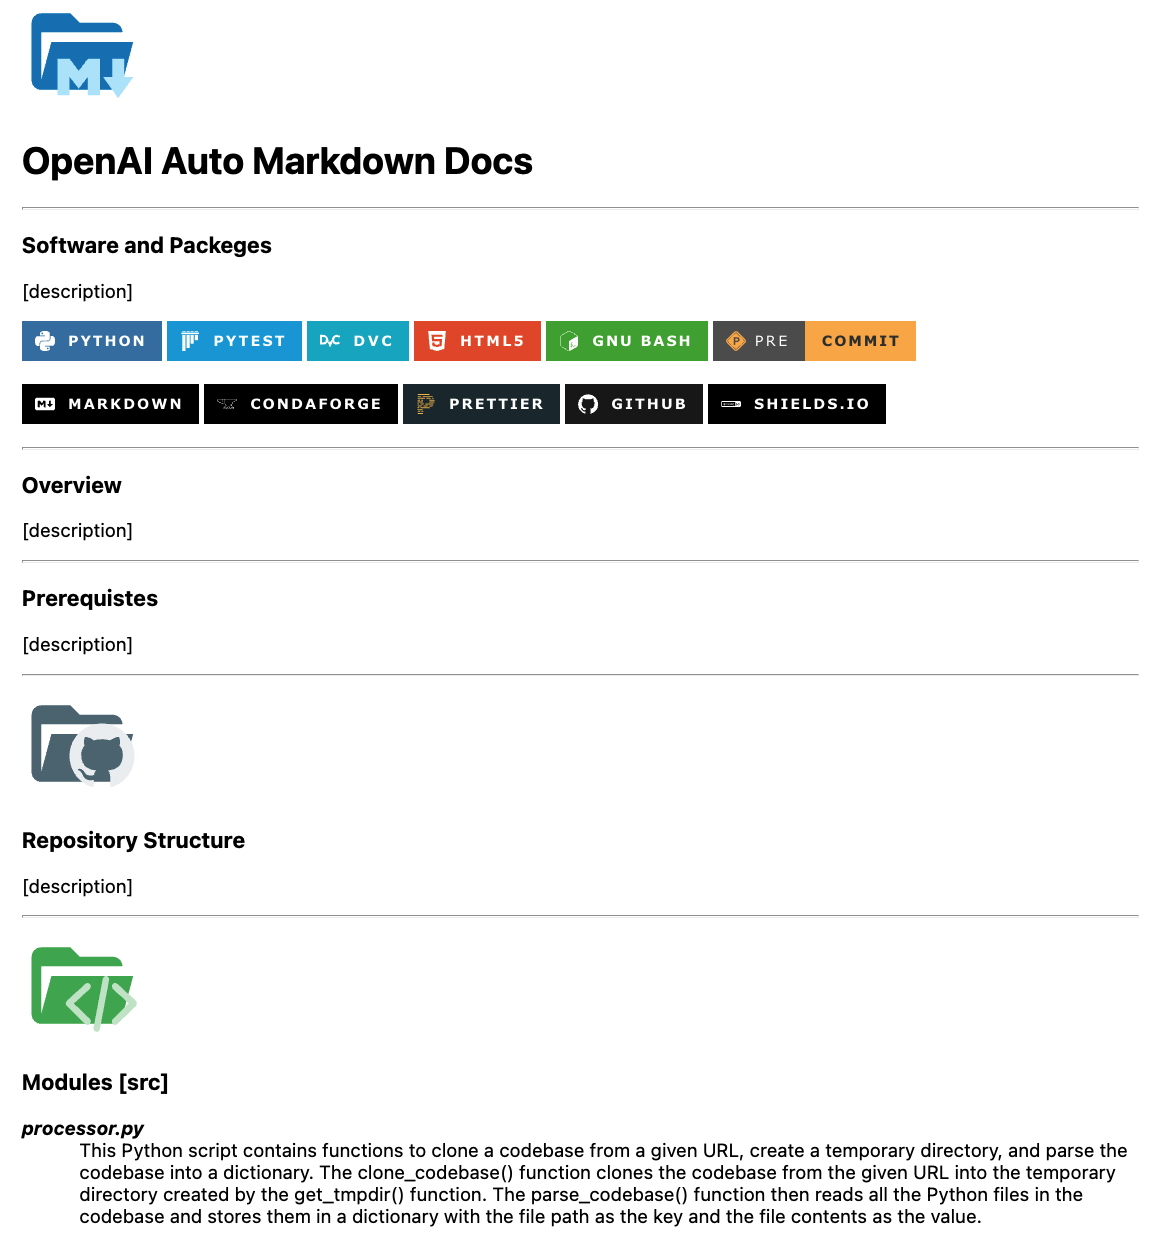 M
OpenAI Auto Markdown Docs
Software and Packeges
[description]
PYTHON PYTEST DVC DVC HTML5 GNU BASH PRE COMMIT
MARKDOWN CONDAFORGE PRETTIER GITHUB SHIELDS.IO
Overview
[description]
Prerequistes
[description]
Repository Structure
[description]
</>
Modules [src]
processor.py
This Python script contains functions to clone a codebase from a given URL, create a temporary directory, and parse the
codebase into a dictionary. The clone_codebase() function clones the codebase from the given URL into the temporary
directory created by the get_tmpdir() function. The parse_codebase() function then reads all the Python files in the
codebase and stores them in a dictionary with the file path as the key and the file contents as the value.